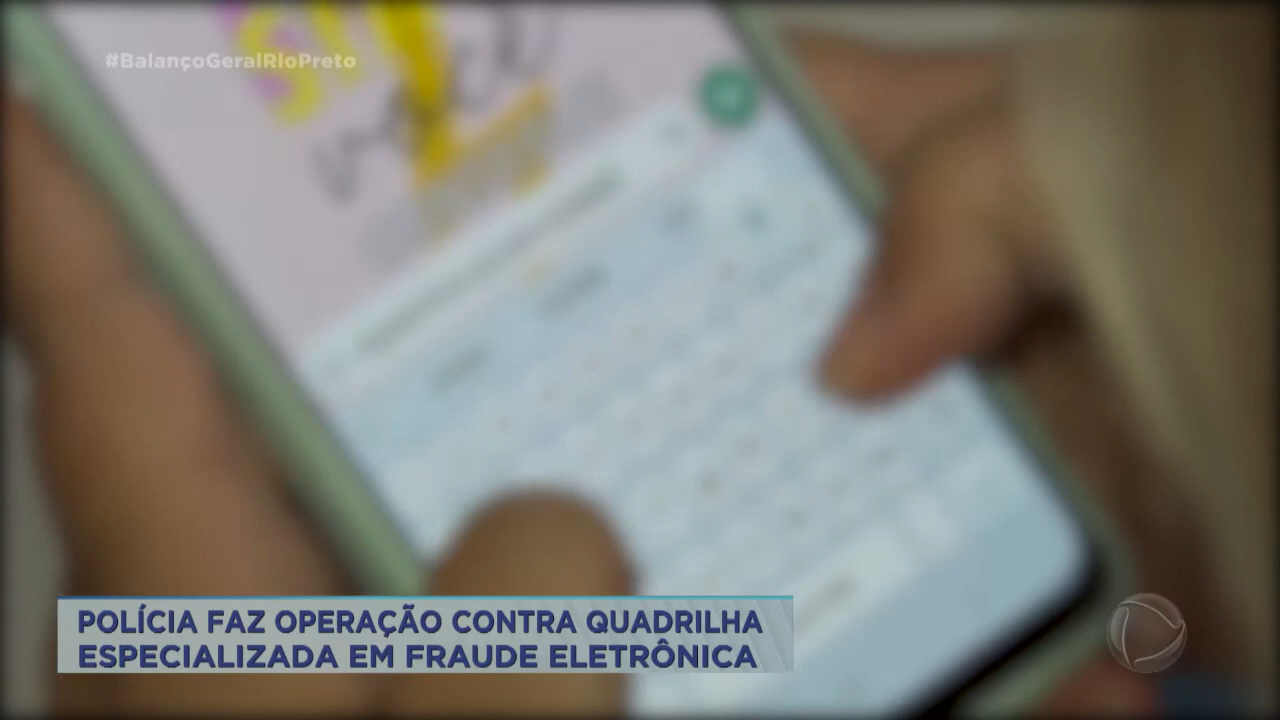 #BalançoGeralRioPreto
POLÍCIA FAZ OPERAÇÃO CONTRA QUADRILHA
ESPECIALIZADA EM FRAUDE ELETRÔNICA